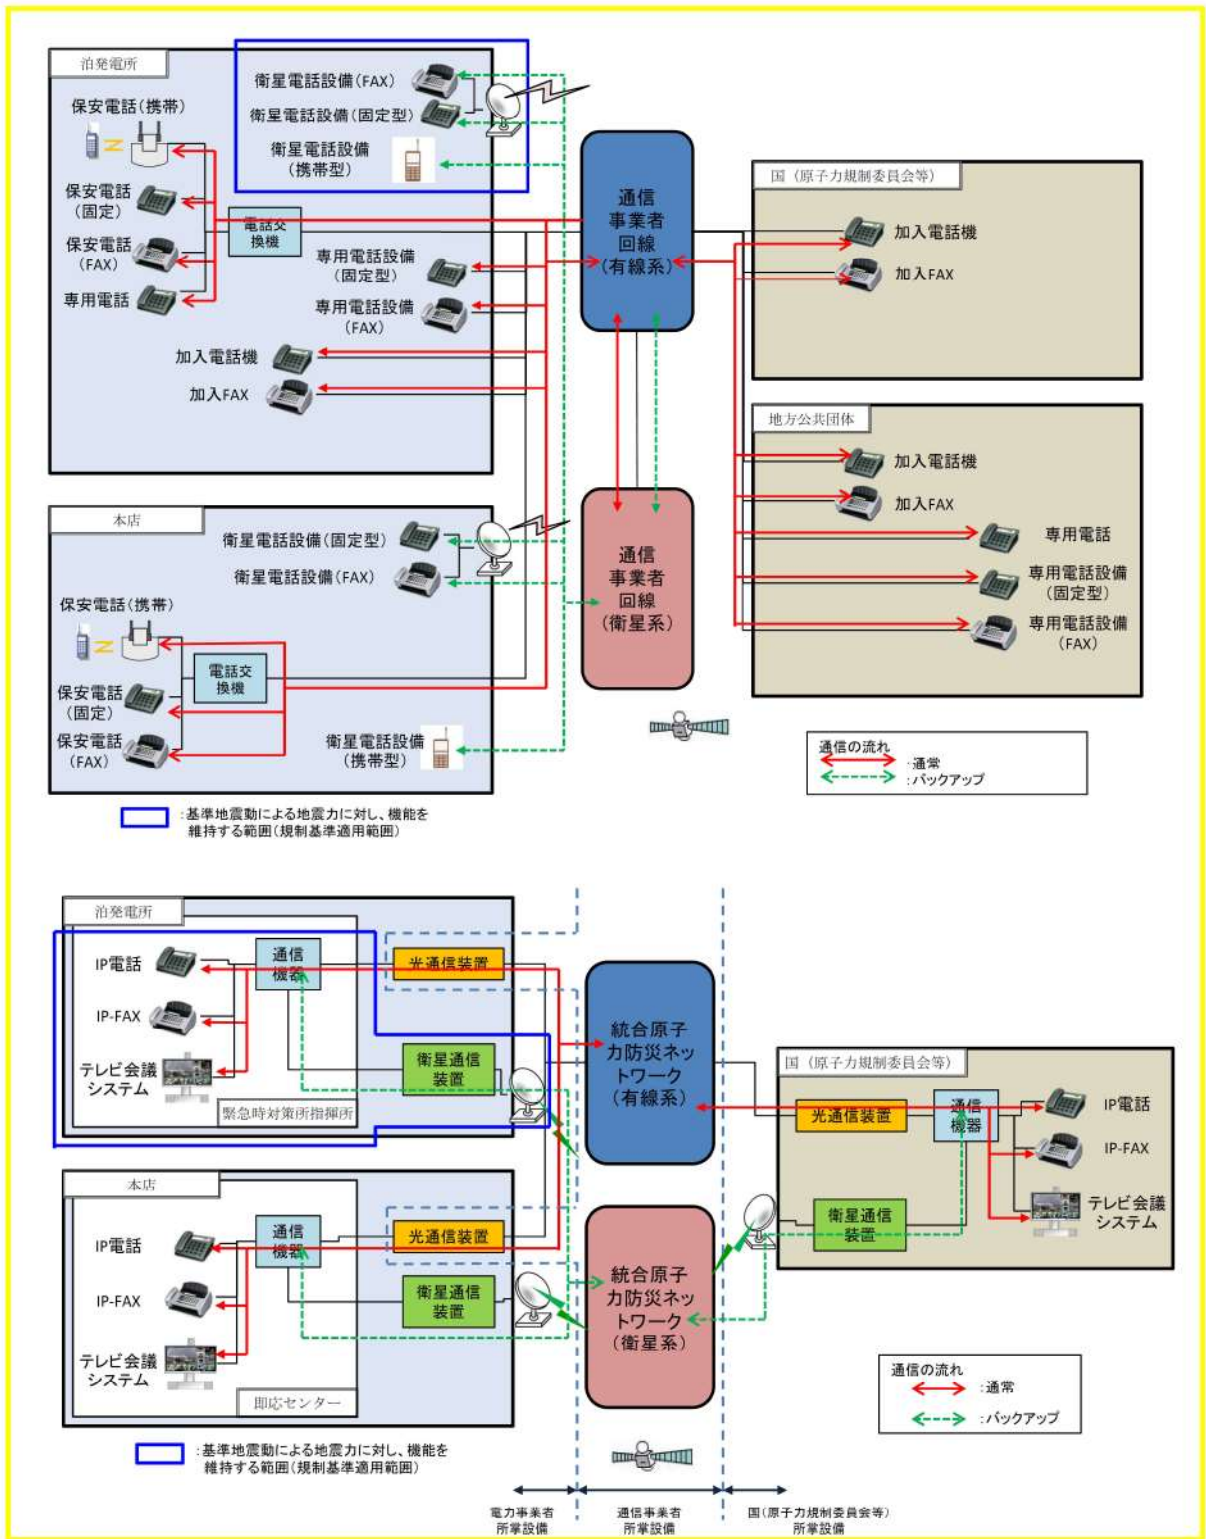 泊発電所
衛星電話設備(FAX)
衛星電話設備(固定型)
衛星電話設備
(携帯型)
保安電話(携帯)
保安電話
(固定)
保安電話
(FAX)
専用電話
電話交
換機
専用電話設備
(固定型)
専用電話設備
(FAX)
加入電話機
加入FAX
通信
事業者
回線
(有線系)
国（原子力規制委員会等）
加入電話機
加入FAX
地方公共団体
加入電話機
加入FAX
専用電話
専用電話設備
(固定型)
専用電話設備
(FAX)
本店
衛星電話設備(固定型)
衛星電話設備(FAX)
保安電話(携帯)
電話交
換機
保安電話
(固定)
保安電話
(FAX)
衛星電話設備
(携帯型)
通信
事業者
回線
(衛星系)
通信の流れ
:通常
:バックアップ
:基準地震動による地震力に対し、機能を
維持する範囲(規制基準適用範囲)
泊発電所
IP電話
IP-FAX
テレビ会議
システム
通信
機器
光通信装置
衛星通信
装置
緊急時対策所指揮所
統合原子
力防災ネッ
トワーク
(有線系)
国（原子力規制委員会等）
光通信装置
通信
機器
衛星通信
装置
IP電話
IP-FAX
テレビ会議
システム
本店
IP電話
IP-FAX
テレビ会議
システム
通信
機器
光通信装置
衛星通信
装置
即応センター
統合原子
力防災ネッ
トワーク
(衛星系)
通信の流れ
:通常
:バックアップ
:基準地震動による地震力に対し、機能を
維持する範囲(規制基準適用範囲)
電力事業者
所掌設備
通信事業者
所掌設備
国(原子力規制委員会等)
所掌設備